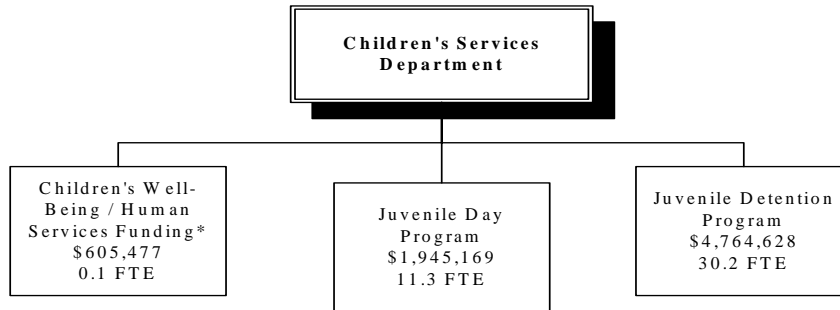 Children's Services
Department
Children's Well-
Being / Human
Services Funding*
$605,477
0.1 FTE
Juvenile Day
Program
$1,945,169
11.3 FTE
Juvenile Detention
Program
$4,764,628
30.2 FTE